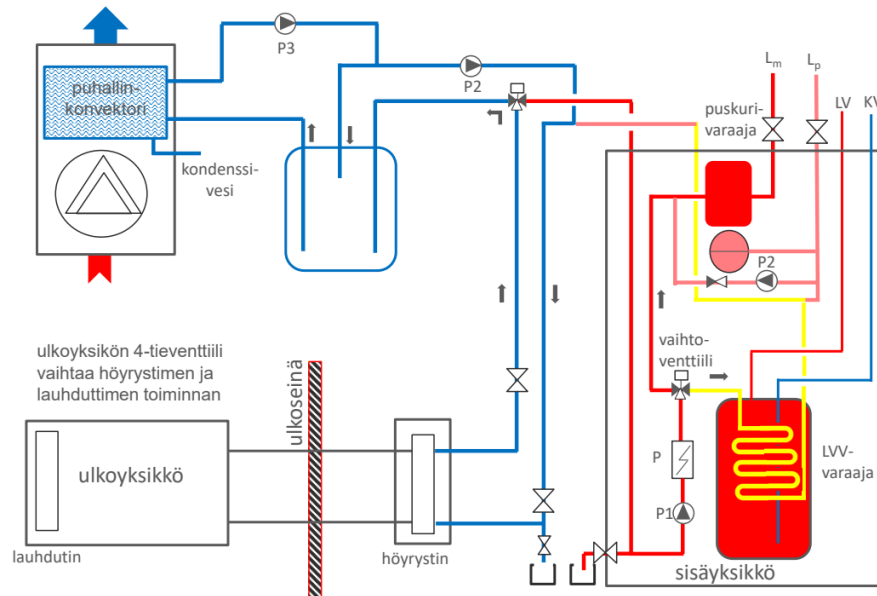 P3
puhallin-
konvektori
P2
kondenssi-
vesi
Lm
Lp
LV
KV
puskuri-
varaaja
P2
ulkoyksikön 4-tieventtiili
vaihtaa höyrystimen ja
lauhduttimen toiminnan
ulkoseinä
vaihto-
venttiili
ulkoyksikkö
P
LVV-
varaaja
P1
lauhdutin
höyrystin
sisäyksikkö